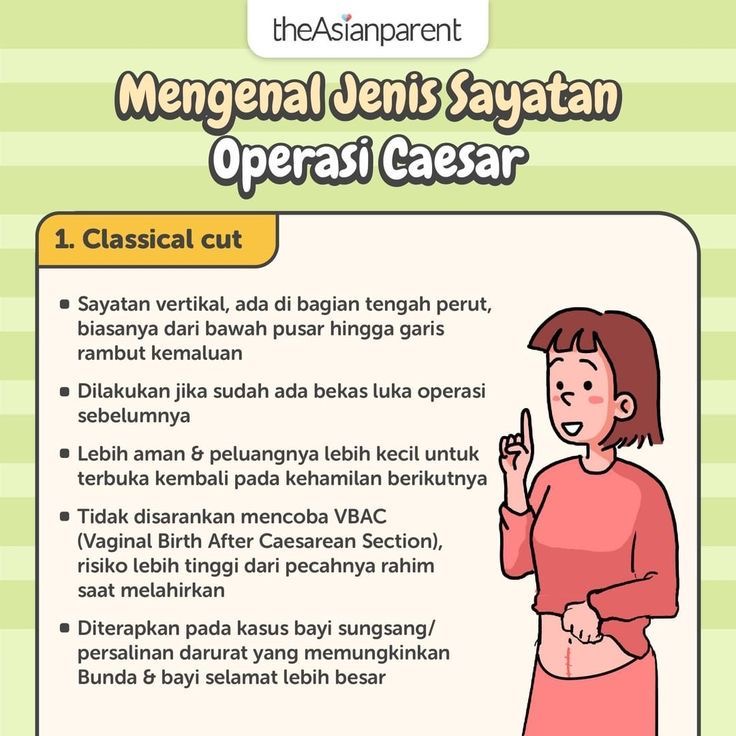 theAsianparent
Mengenal Jenis Sayatan
Operasi Caesar
1. Classical cut
Sayatan vertikal, ada di bagian tengah perut,
biasanya dari bawah pusar hingga garis
rambut kemaluan
Dilakukan jika sudah ada bekas luka operasi
sebelumnya
Lebih aman & peluangnya lebih kecil untuk
terbuka kembali pada kehamilan berikutnya
Tidak disarankan mencoba VBAC
(Vaginal Birth After Caesarean Section),
risiko lebih tinggi dari pecahnya rahim
saat melahirkan
Diterapkan pada kasus bayi sungsang/
persalinan darurat yang memungkinkan
Bunda & bayi selamat lebih besar